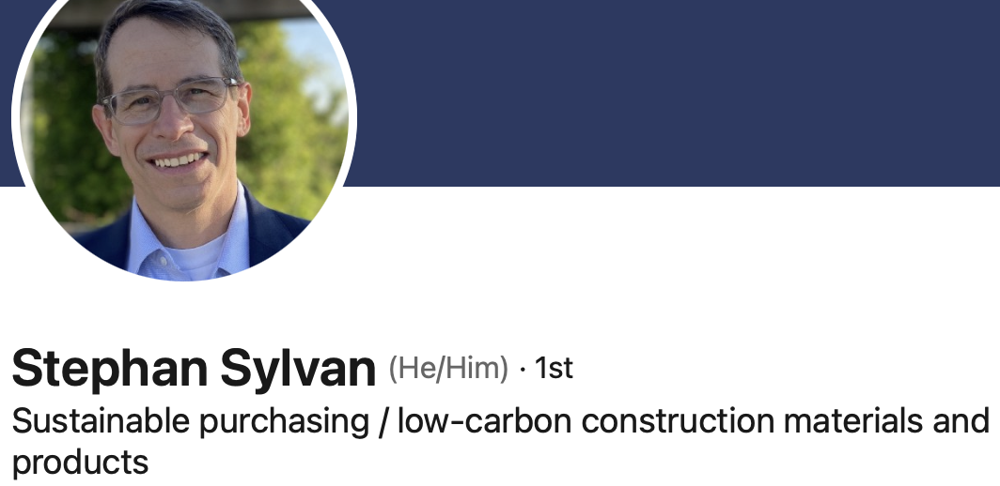 Stephan Sylvan (He/Him) · 1st
Sustainable purchasing / low-carbon construction materials and
products